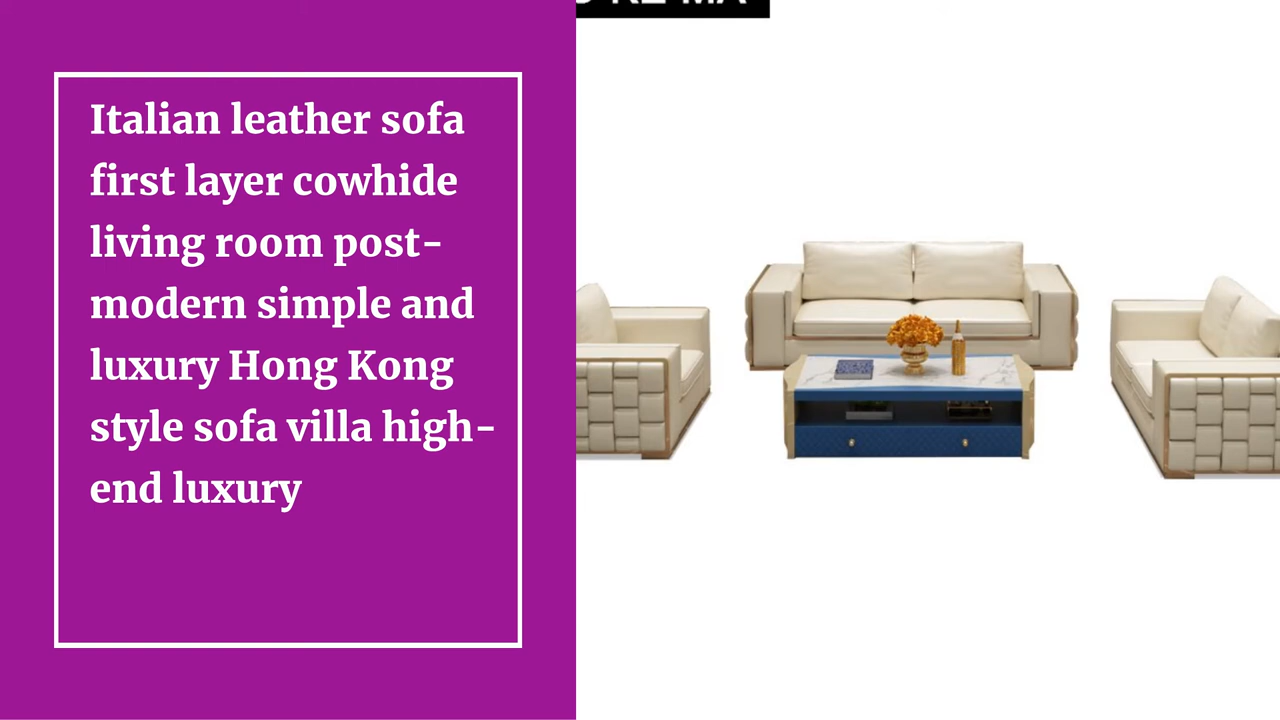 Italian leather sofa
first layer cowhide
living room post-
modern simple and
luxury Hong Kong
style sofa villa high-
end luxury